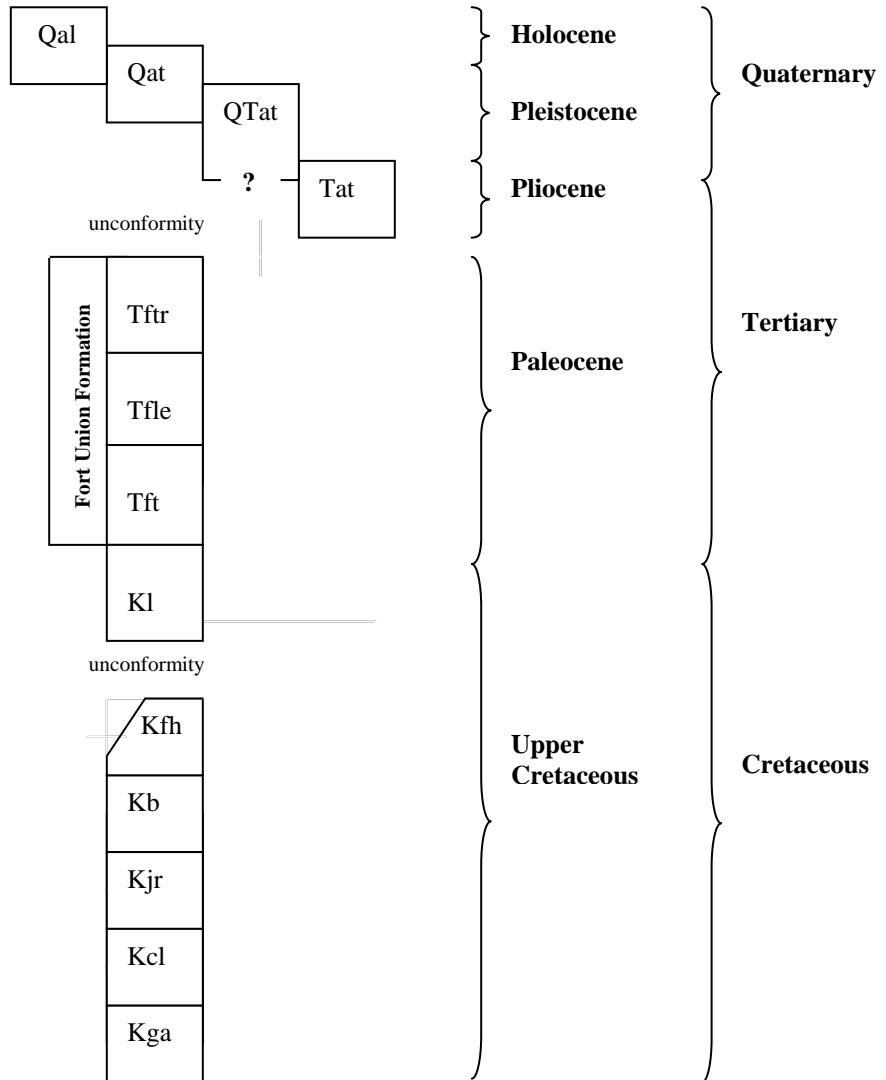 Qal
Qat
QTat
?
Tat
unconformity
Fort Union Formation
Tftr
Tfle
Tft
Kl
unconformity
Kfh
Kb
Kjr
Kcl
Kga
Holocene
Pleistocene
Pliocene
Paleocene
Upper
Cretaceous
Quaternary
Tertiary
Cretaceous